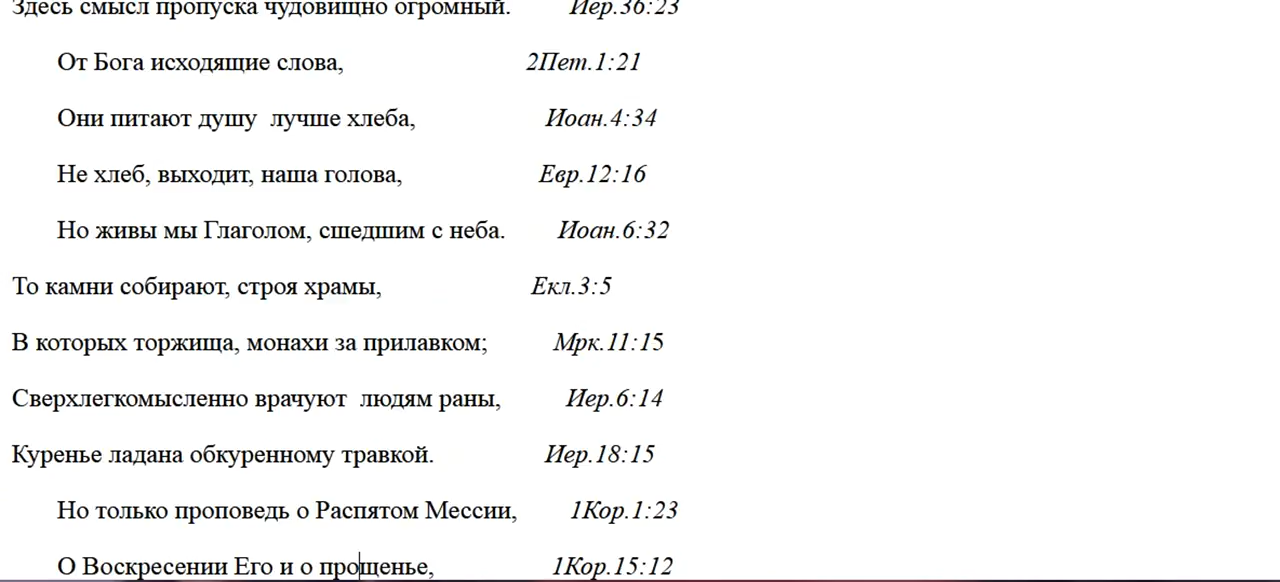 Здесь смысл пропуска чудовищно огромный. Иер.36:23
От Бога исходящие слова, 2Пет.1:21
Они питают душу лучше хлеба, Иоан.4:34
Не хлеб, выходит, наша голова, Евр.12:16
Но живы мы Глаголом, сшедшим с неба. Иоан.6:32
То камни собирают, строя храмы, Екл.3:5
В которых торжища, монахи за прилавком; Мрк.11:15
Сверхлегкомысленно врачуют людям раны, Иер.6:14
Куренье ладана обкуренному травкой. Иер.18:15
Но только проповедь о Распятом Мессии, 1Кор.1:23
О Воскресении Его и о прощенье, 1Кор.15:12